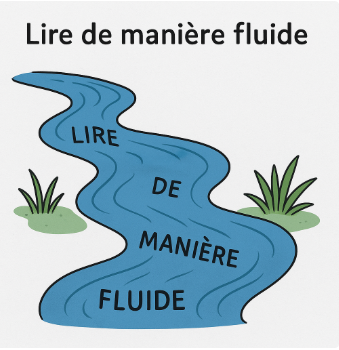 Lire de manière fluide
LIRE
DE
MANIÈRE
FLUIDE